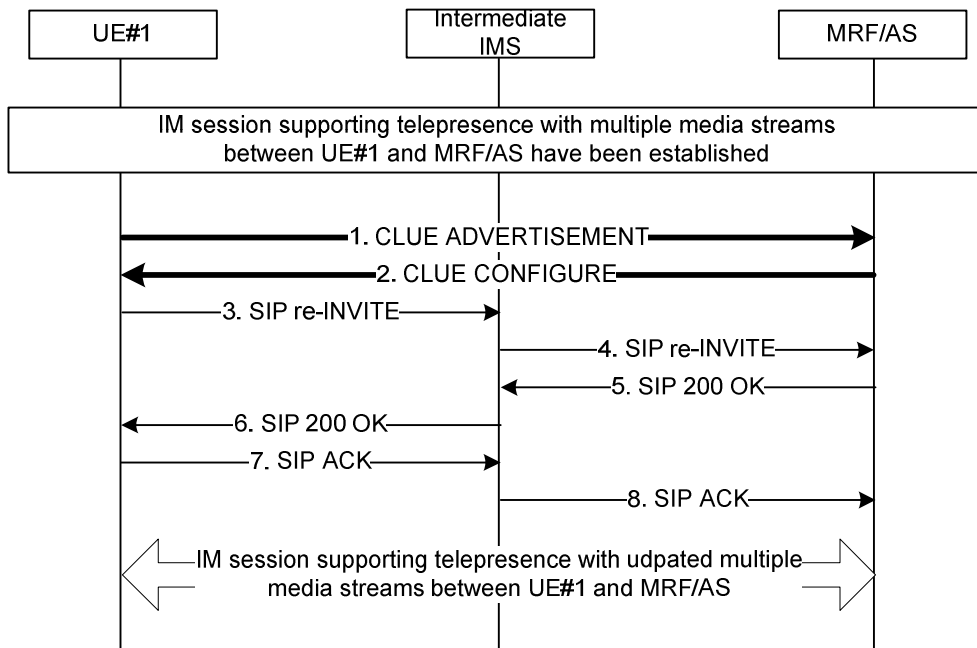 UE#1
Intermediate
IMS
MRF/AS
IM session supporting telepresence with multiple media streams
between UE#1 and MRF/AS have been established
1. CLUE ADVERTISEMENT
2. CLUE CONFIGURE
3. SIP re-INVITE
4. SIP re-INVITE
5. SIP 200 OK
6. SIP 200 OK
7. SIP ACK
8. SIP ACK
IM session supporting telepresence with udpated multiple
media streams between UE#1 and MRF/AS